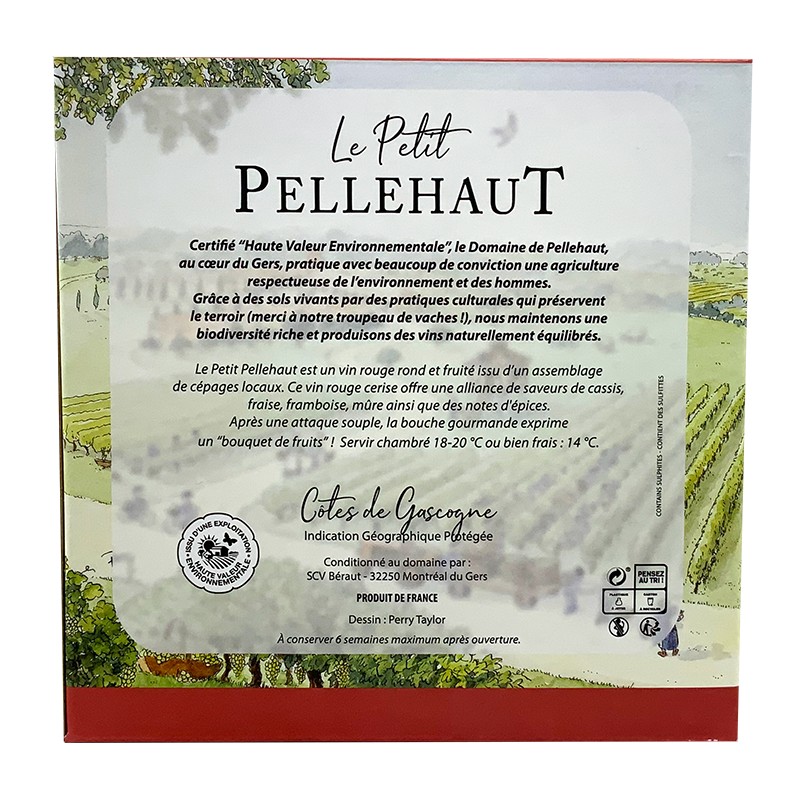 Le Petit
PELLEHAUT
Certifié “Haute Valeur Environnementale”, le Domaine de Pellehaut,
au cœur du Gers, pratique avec beaucoup de conviction une agriculture
respectueuse de l’environnement et des hommes.
Grâce à des sols vivants par des pratiques culturales qui préservent
le terroir (merci à notre troupeau de vaches !), nous maintenons une
biodiversité riche et produisons des vins naturellement équilibrés.
Le Petit Pellehaut est un vin rouge rond et fruité issu d’un assemblage
de cépages locaux. Ce vin rouge cerise offre une alliance de saveurs de cassis,
fraise, framboise, mûre ainsi que des notes d'épices.
Après une attaque souple, la bouche gourmande exprime
un “bouquet de fruits” ! Servir chambré 18-20 °C ou bien frais : 14 °C.
CONTAINS SULPHITES - CONTIENT DES SULFITTES
Côtes de Gascogne
Indication Géographique Protégée
ISSU D'UNE EXPLOITATION
HAUTE VALEUR
ENVIRONNEMENTALE
Conditionné au domaine par :
SCV Béraut - 32250 Montréal du Gers
PRODUIT DE FRANCE
Dessin : Perry Taylor
À conserver 6 semaines maximum après ouverture.
PENSEZ
AU TRI !